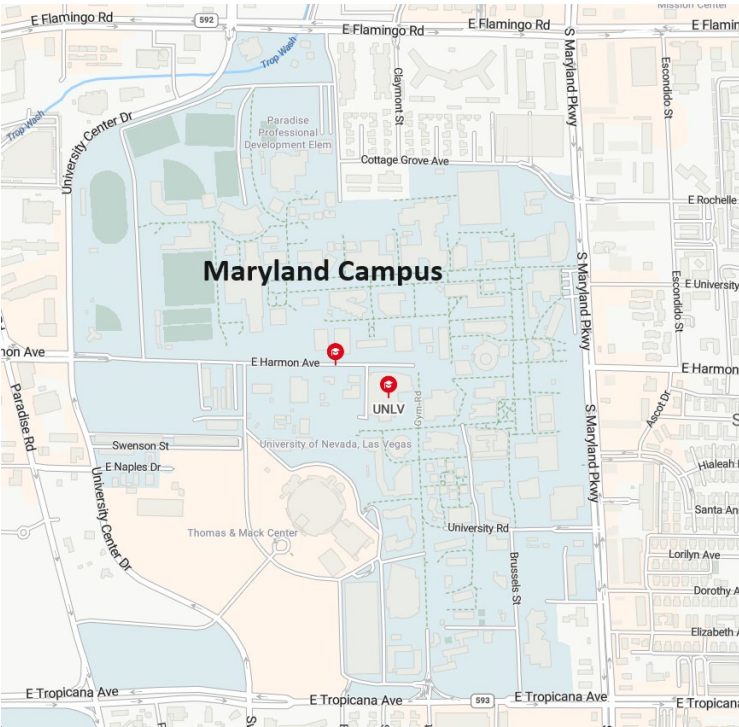 Mission Center
E Flamingo Rd
592
E Flamingo Rd
E Flamin
Trop Wash
S Maryland Pkwy
Claymont St
Escondido St
Trop Wash
University Center Dr
Paradise
Professional
Development Elem
Cottage Grove Ave
E Rochelle
Maryland Campus
S Maryland Pkwy
Escondido St
E University
non Ave
E Harmon Ave
E Harmon
Paradise Rd
UNLV
Gym Rd
Ascot Dr
S Maryland Pkwy
S
Swenson St
University of Nevada, Las Vegas
E Naples Dr
Hialeah
University Center Dr
Santa An
Thomas & Mack Center
University Rd
Brussels St
Lorilyn Ave
Dorothy A
Elizabeth A
E Tropicana Ave
E Tropicana Ave
593
E Tropicana Ave
E Tropicana